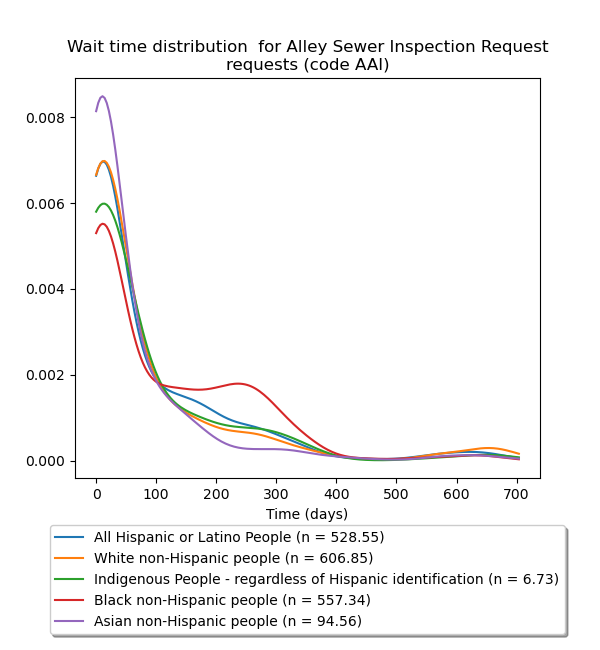 Wait time distribution  for Alley Sewer Inspection Request
requests (code AAI)
0.008
0.006
0.004
0.002
0.000
0 100 200 300 400 500 600 700
Time (days)
All Hispanic or Latino People (n = 528.55)
White non-Hispanic people (n = 606.85)
Indigenous People - regardless of Hispanic identification (n = 6.73)
Black non-Hispanic people (n = 557.34)
Asian non-Hispanic people (n = 94.56)